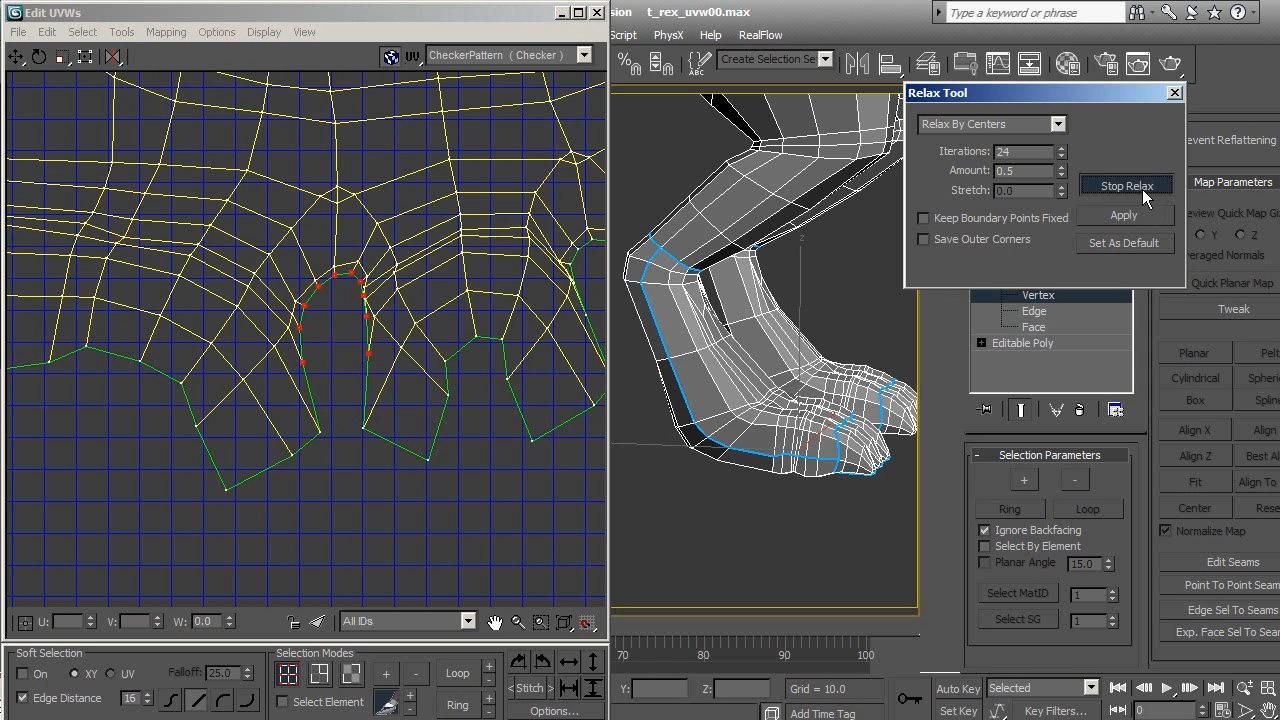 Edit UVWs
File Edit Select Tools Mapping Options Display View
UV CheckerPattern ( Checker )
U: V: W: 0.0 All IDs
Soft Selection
On XY UV Falloff: 25.0
Edge Distance 16
Selection Modes
+ - Loop + -
Select Element + - Ring + -
< Stitch >
Options...
sion t_rex_uvw00.max
Type a keyword or phrase
Script PhysX Help RealFlow
ABC Create Selection Se
Relax Tool
Relax By Centers
Iterations: 24
Amount: 0.5
Stretch: 0.0
Stop Relax
Keep Boundary Points Fixed Apply
Save Outer Corners Set As Default
z
Vertex
Edge
Face
+ Editable Poly
- Selection Parameters
+ -
Ring Loop
Ignore Backfacing
Select By Element
Planar Angle 15.0
Select MatID 1
Select SG 1
event Reflattening
Map Parameters
eview Quick Map Gi
Y Z
veraged Normals
Quick Planar Map
Tweak
Planar Pelt
Cylindrical Spheri
Box Spline
Align X Align
Align Z Best Al
Fit Align To
Center Rese
Normalize Map
Edit Seams
Point To Point Seam
Edge Sel To Seams
Exp. Face Sel To Seam
70 80 90 100
Y: Z: Grid = 10.0
Add Time Tag
Auto Key Selected
Set Key Key Filters... 0